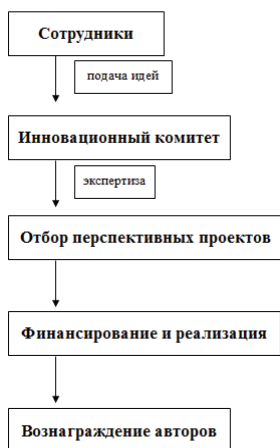 Сотрудники
подача идей
Инновационный комитет
экспертиза
Отбор перспективных проектов
Финансирование и реализация
Вознаграждение авторов